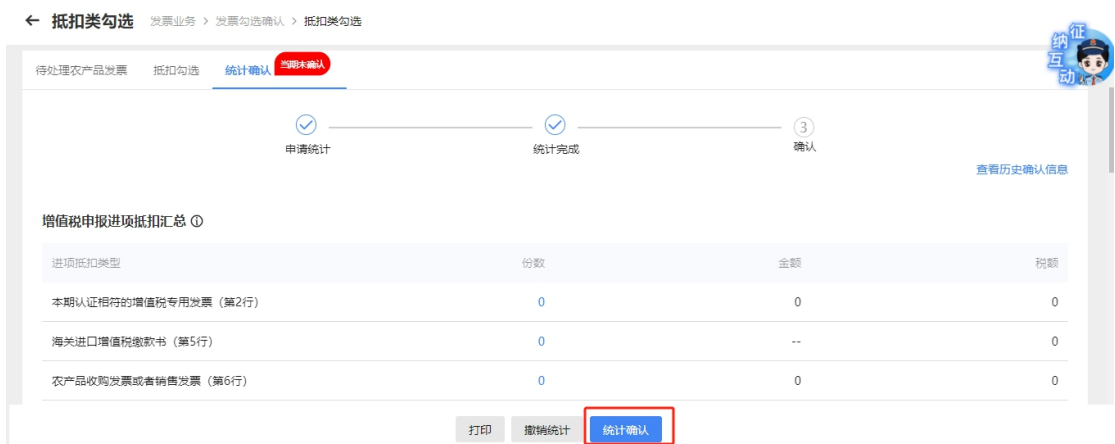 ← 抵扣类勾选 发票业务 > 发票勾选确认 > 抵扣类勾选
征纳互动
待处理农产品发票 抵扣勾选 统计确认 当期未确认
3
申请统计 统计完成 确认
查看历史确认信息
增值税申报进项抵扣汇总
进项抵扣类型 份数 金额 税额
本期认证相符的增值税专用发票（第2行） 0 0 0
海关进口增值税缴款书（第5行） 0 -- 0
农产品收购发票或者销售发票（第6行） 0 0 0
打印 撤销统计 统计确认